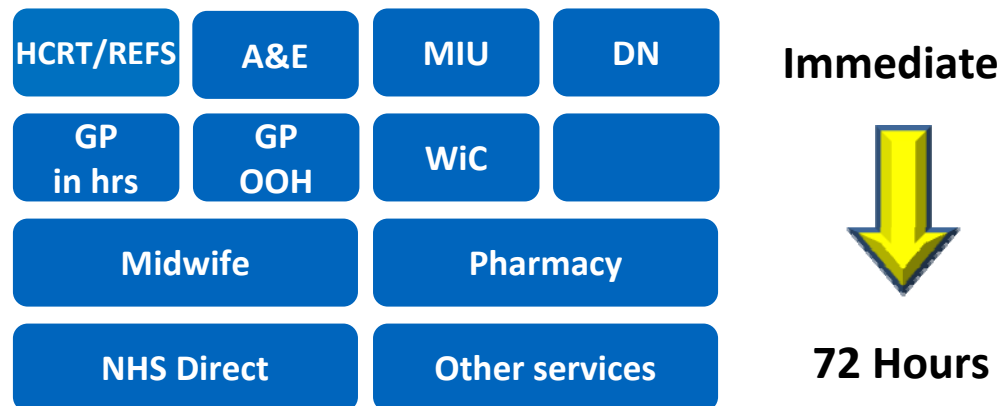 HCRT/REFS
A&E
MIU
DN
Immediate
GP
in hrs
GP
OOH
WiC
Midwife
Pharmacy
NHS Direct
Other services
72 Hours